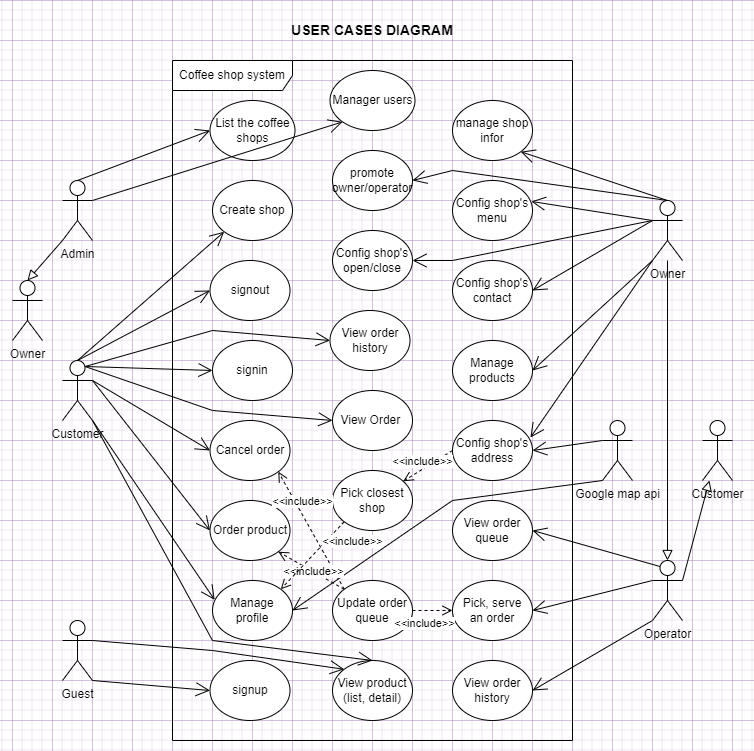 USER CASES DIAGRAM
Coffee shop system
Manager users
List the coffee
shops
manage shop
infor
promote
owner/operator
Create shop
Config shop's
menu
Admin
Config shop's
open/close
Owner
signout
Config shop's
contact
View order
history
Owner
signin
Manage
products
Customer
View Order
Cancel order
Config shop's
address
<<include>>
Pick closest
shop
Google map api
Customer
<<include>>
Order product
View order
queue
<<include>>
<<include>>
Manage
profile
Update order
queue
Pick, serve
an order
<<include>>
Operator
Guest
signup
View product
(list, detail)
View order
history